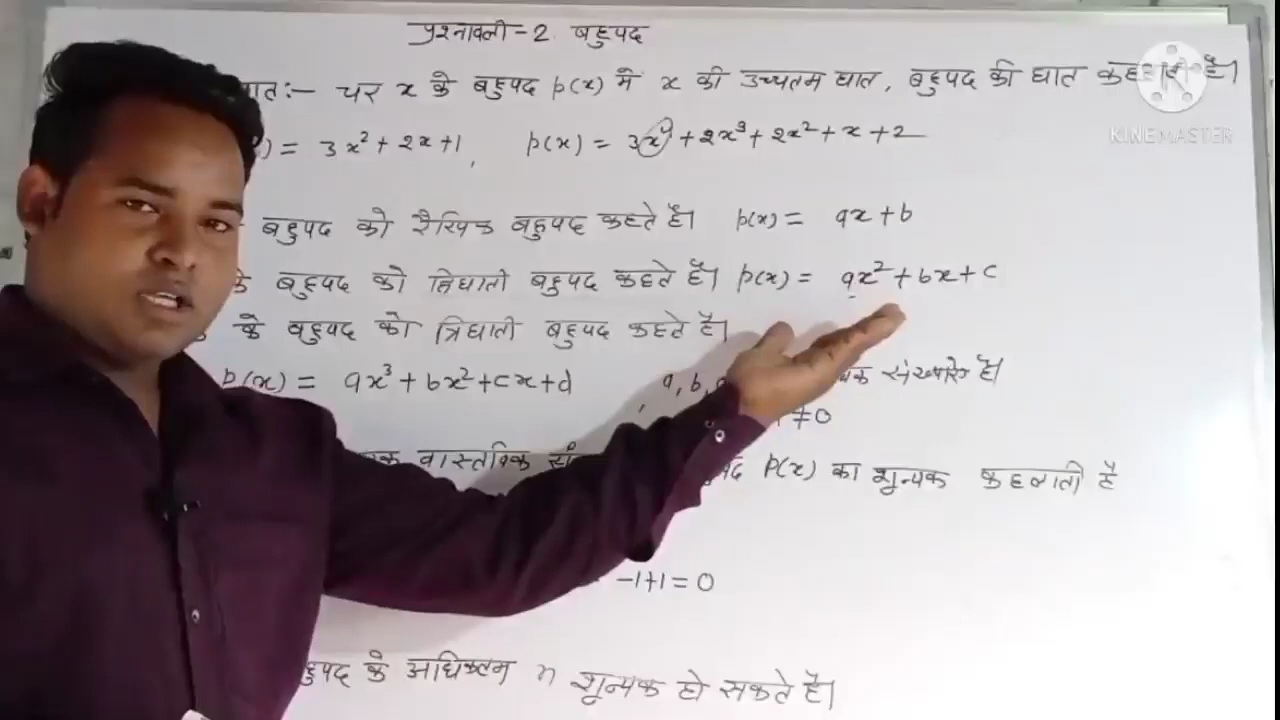 प्रश्नावली-2. बहुपद
घात:- चर x के बहुपद p(x) में x की उच्चतम घात, बहुपद की घात कहलाती है।
= 3x² + 2x + 1, p(x) = 3x⁴ + 2x³ + 2x² + x + 2
बहुपद को रैखिक बहुपद कहते है। p(x) = ax + b
के बहुपद को द्विघाती बहुपद कहते है। p(x) = ax² + bx + c
के बहुपद को त्रिघाती बहुपद कहते है।
p(x) = ax³ + bx² + cx + d , a, b,
≠ 0
वास्तविक p(x) का शून्यक कहलाती है
-1+1 = 0
के अधिकतम n शून्यक हो सकते है।
KINEMASTER